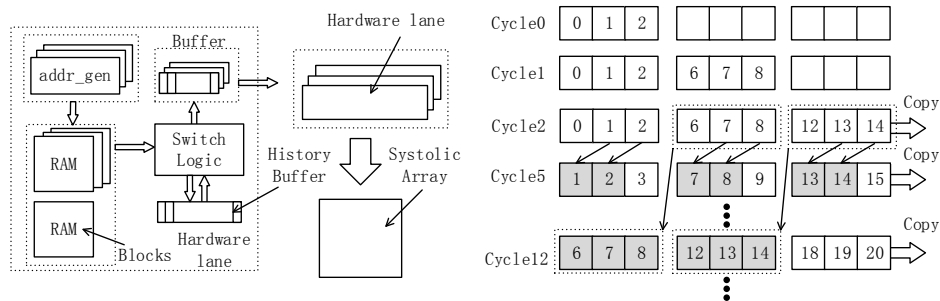 addr_gen
RAM
RAM
Blocks
Buffer
Switch
Logic
History
Buffer
Hardware
lane
Hardware lane
Systolic
Array
Cycle0
0 1 2
Cycle1
0 1 2 6 7 8
Cycle2
0 1 2 6 7 8 12 13 14
Copy
Cycle5
1 2 3 7 8 9 13 14 15
Copy
Cycle12
6 7 8 12 13 14 18 19 20
Copy